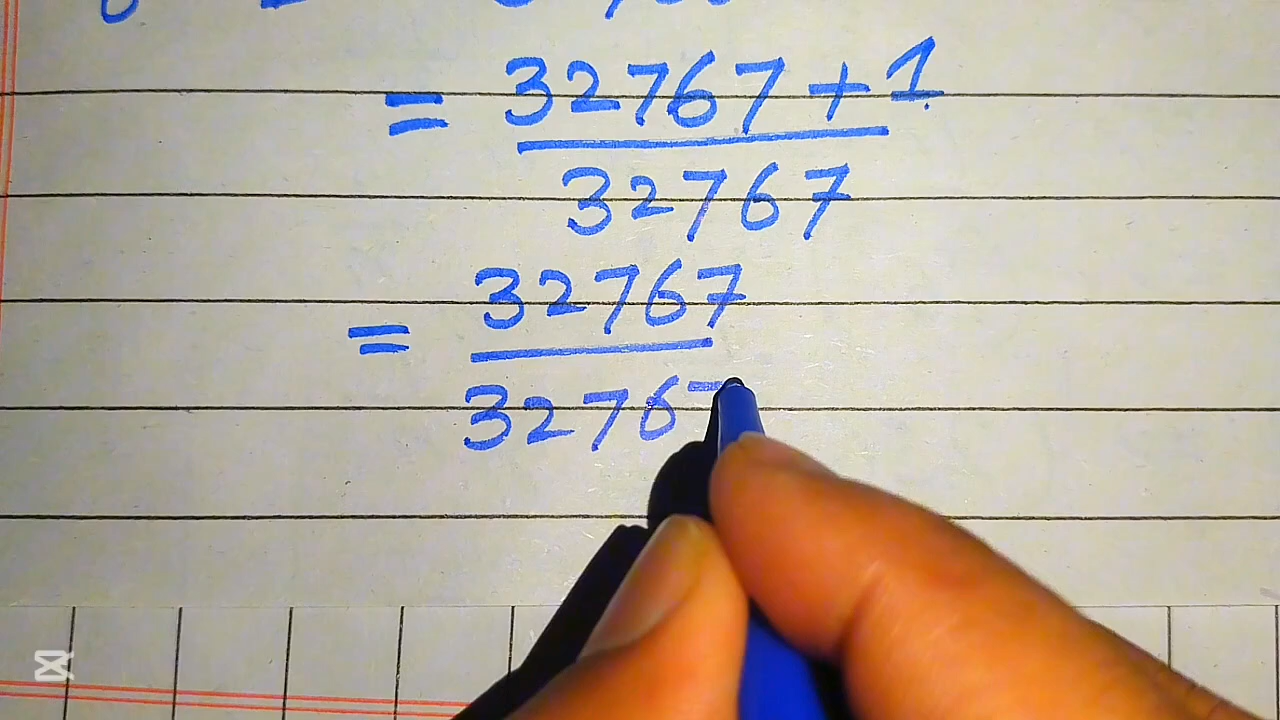 = 32767 + 1
32767
= 32767
3276